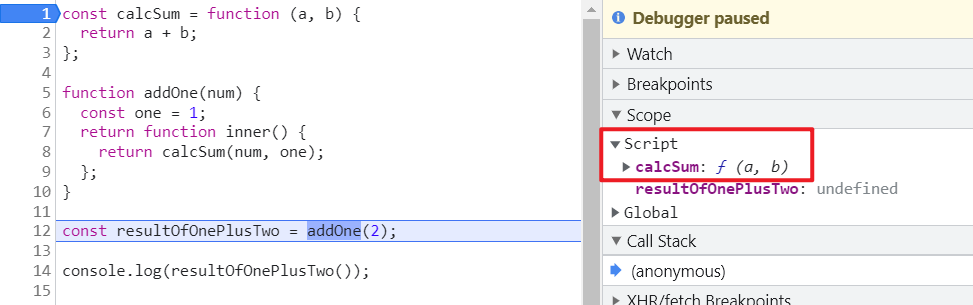 1 const calcSum = function (a, b) {
2 return a + b;
3 };
4
5 function addOne(num) {
6 const one = 1;
7 return function inner() {
8 return calcSum(num, one);
9 };
10 }
11
12 const resultOfOnePlusTwo = addOne(2);
13
14 console.log(resultOfOnePlusTwo());
15
Debugger paused
Watch
Breakpoints
Scope
Script
calcSum: ƒ (a, b)
resultOfOnePlusTwo: undefined
Global
Call Stack
(anonymous)
XHR/fetch Breakpoints